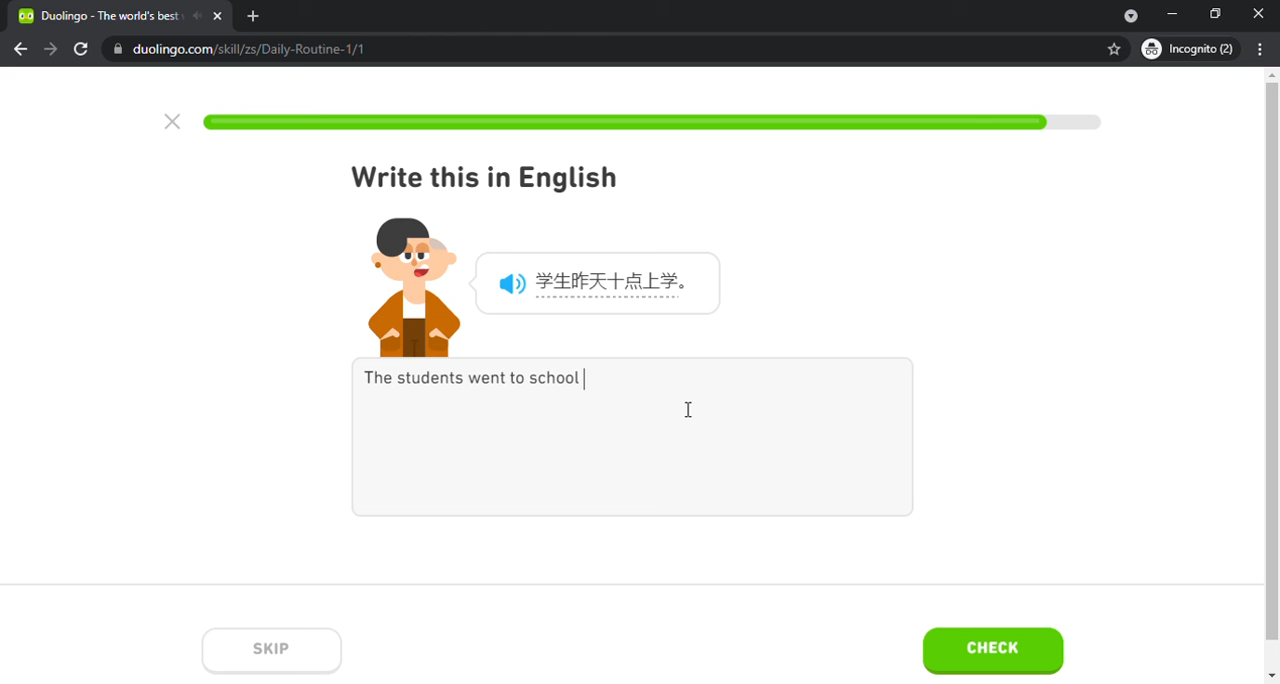 Duolingo - The world's best
duolingo.com/skill/zs/Daily-Routine-1/1
Incognito (2)
Write this in English
学生昨天十点上学。
The students went to school
SKIP
CHECK